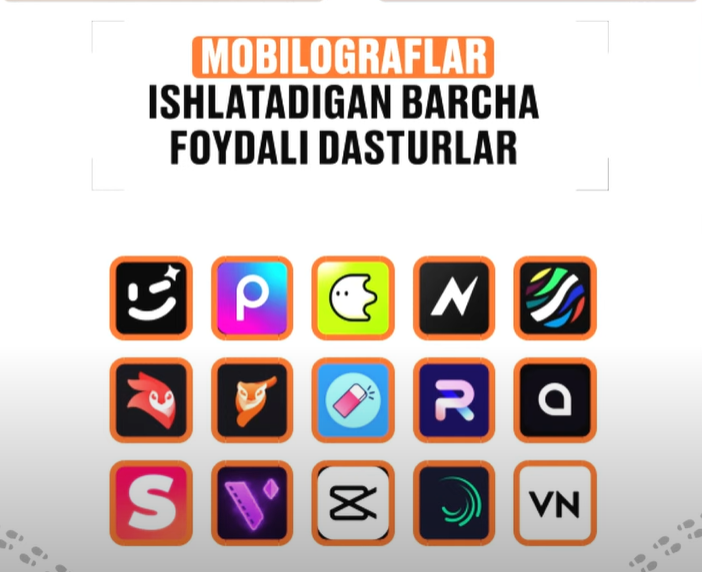 MOBILOGRAFLAR
ISHLATADIGAN BARCHA
FOYDALI DASTURLAR
P
N
R
a
S
V
VN